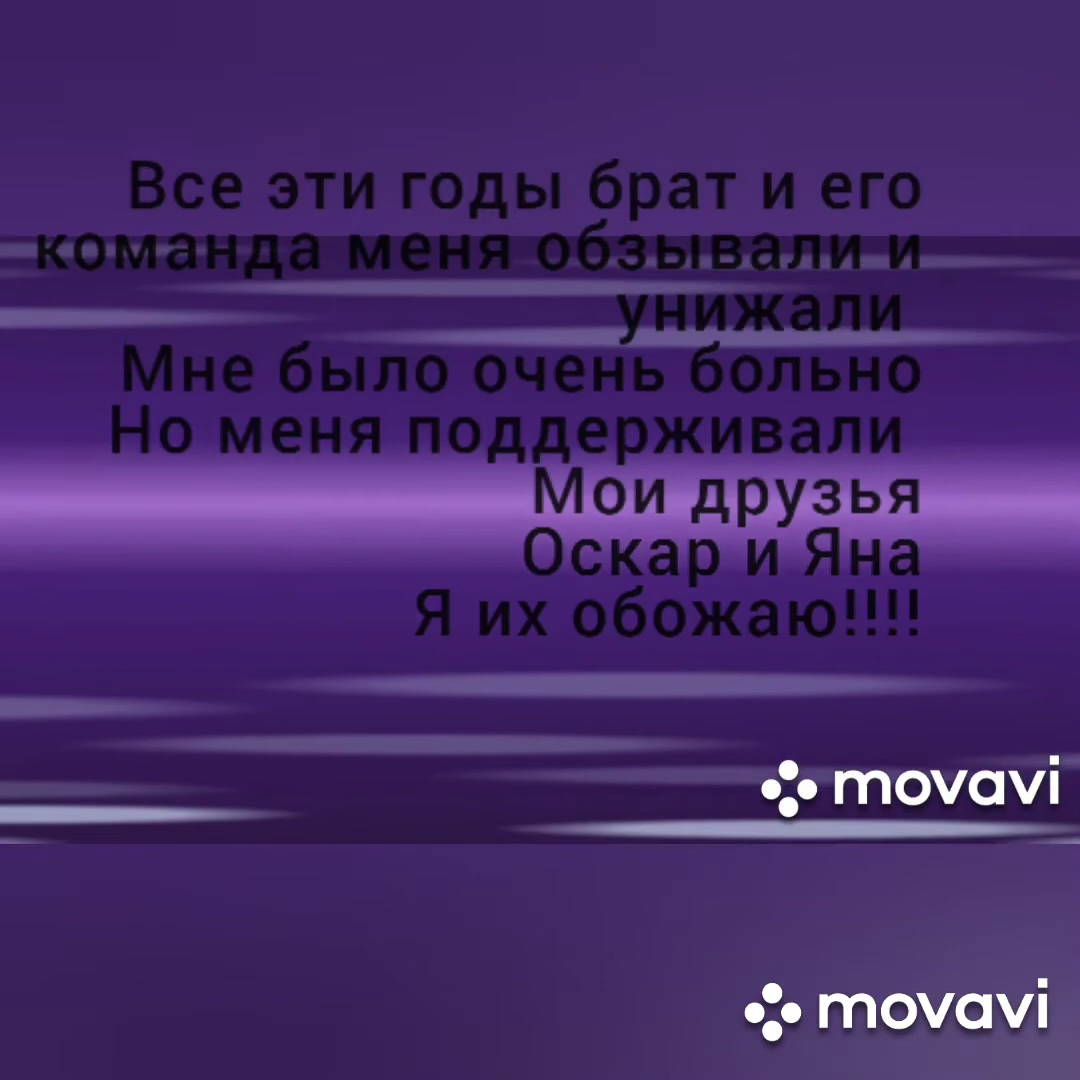 Все эти годы брат и его
команда меня обзывали и
унижали
Мне было очень больно
Но меня поддерживали
Мои друзья
Оскар и Яна
Я их обожаю!!!!
movavi
movavi